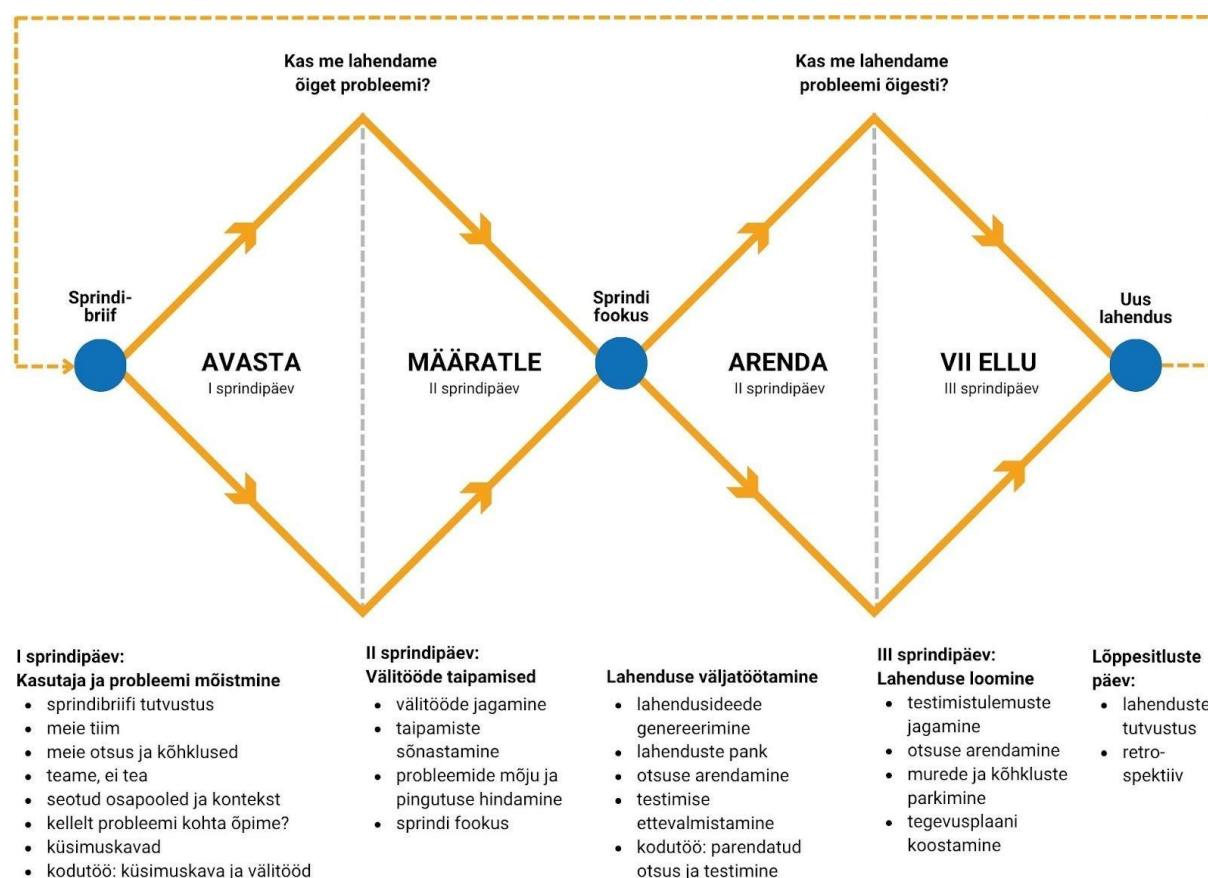 Kas me lahendame
õiget probleemi?
Kas me lahendame
probleemi õigesti?
Sprindi-
briif
Sprindi
fookus
Uus
lahendus
AVASTA
I sprindipäev
MÄÄRATLE
II sprindipäev
ARENDA
II sprindipäev
VII ELLU
III sprindipäev
I sprindipäev:
Kasutaja ja probleemi mõistmine
• sprindibriifi tutvustus
• meie tiim
• meie otsus ja kõhklused
• teame, ei tea
• seotud osapooled ja kontekst
• kellelt probleemi kohta õpime?
• küsimuskavad
• kodutöö: küsimuskava ja välitööd
II sprindipäev:
Välitööde taipamised
• välitööde jagamine
• taipamiste
sõnastamine
• probleemide mõju ja
pingutuse hindamine
• sprindi fookus
Lahenduse väljatöötamine
• lahendusideede
genereerimine
• lahenduste pank
• otsuse arendamine
• testimise
ettevalmistamine
• kodutöö: parendatud
otsus ja testimine
III sprindipäev:
Lahenduse loomine
• testimistulemuste
jagamine
• otsuse arendamine
• murede ja kõhkluste
parkimine
• tegevusplaani
koostamine
Lõppesitluste
päev:
• lahenduste
tutvustus
• retro-
spektiiv